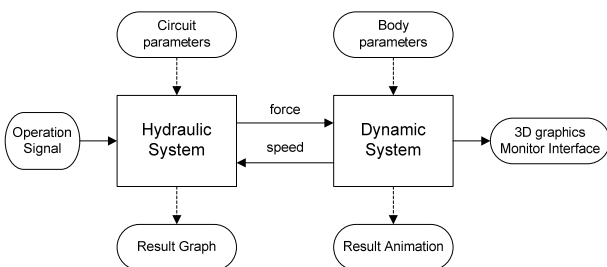 Circuit
parameters
Body
parameters
Operation
Signal
Hydraulic
System
force
speed
Dynamic
System
3D graphics
Monitor Interface
Result Graph
Result Animation